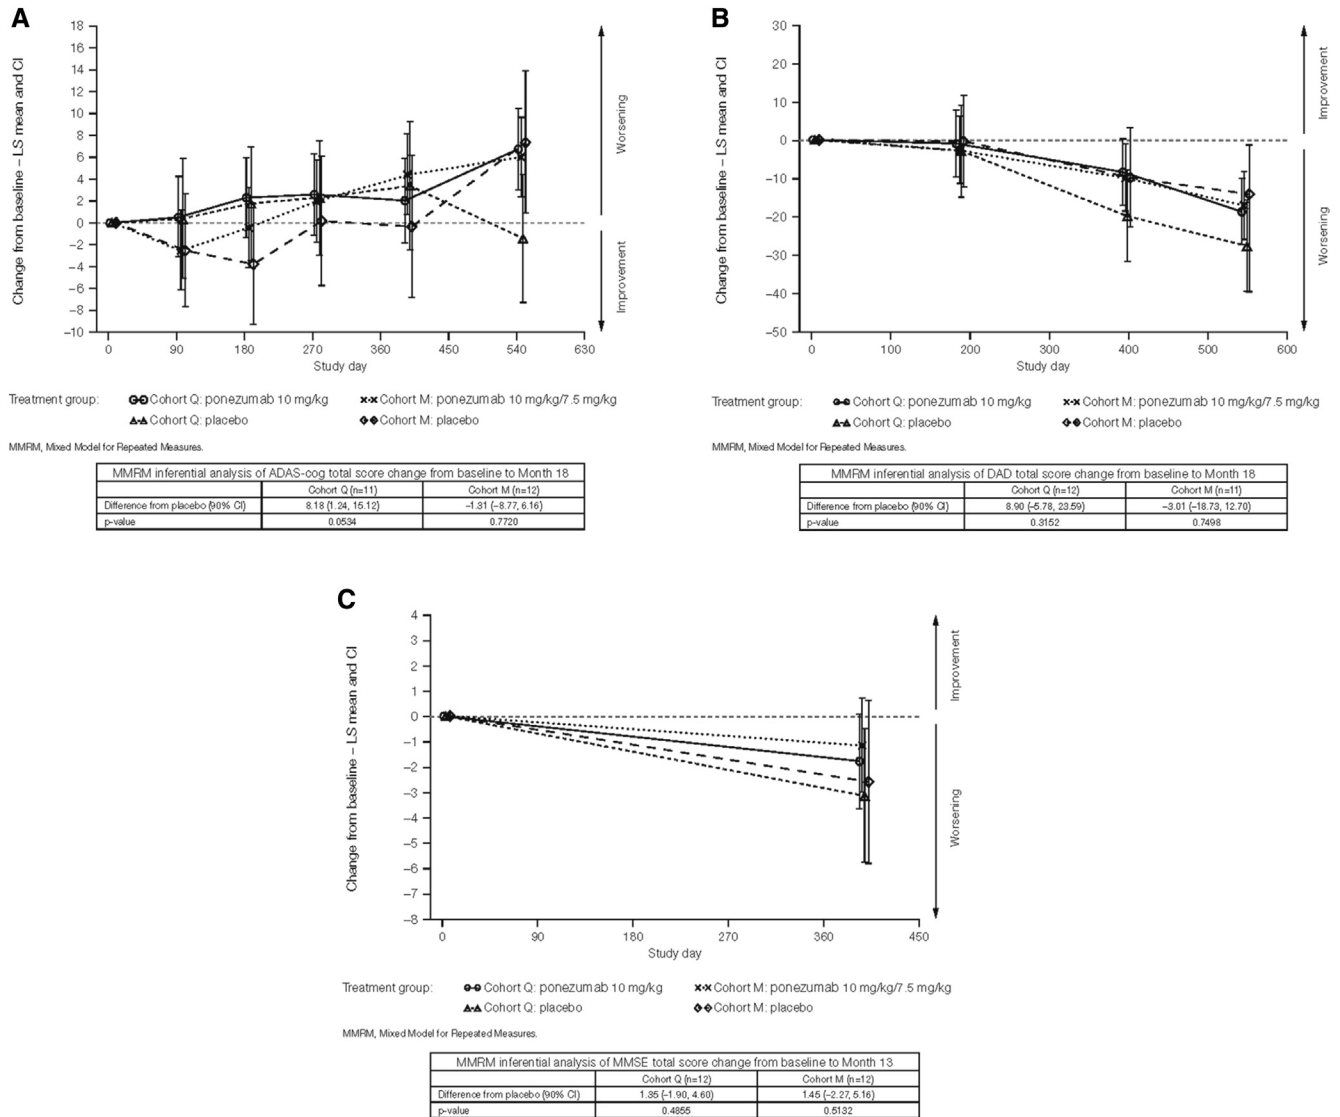 A
Change from baseline – LS mean and CI
18
16
14
12
10
8
6
4
2
0
−2
−4
−6
−8
−10
0 90 180 270 360 450 540 630
Study day
Worsening
Improvement
Treatment group: Cohort Q: ponezumab 10 mg/kg Cohort M: ponezumab 10 mg/kg/7.5 mg/kg
Cohort Q: placebo Cohort M: placebo
MMRM, Mixed Model for Repeated Measures.
MMRM inferential analysis of ADAS-cog total score change from baseline to Month 18
Cohort Q (n=11) Cohort M (n=12)
Difference from placebo (90% CI) 8.18 (1.24, 15.12) −1.31 (−8.77, 6.16)
p-value 0.0534 0.7720
B
Change from baseline – LS mean and CI
30
20
10
0
−10
−20
−30
−40
−50
0 100 200 300 400 500 600
Study day
Improvement
Worsening
Treatment group: Cohort Q: ponezumab 10 mg/kg Cohort M: ponezumab 10 mg/kg/7.5 mg/kg
Cohort Q: placebo Cohort M: placebo
MMRM, Mixed Model for Repeated Measures.
MMRM inferential analysis of DAD total score change from baseline to Month 18
Cohort Q (n=12) Cohort M (n=11)
Difference from placebo (90% CI) 8.90 (−5.78, 23.59) −3.01 (−18.73, 12.70)
p-value 0.3152 0.7498
C
Change from baseline – LS mean and CI
4
3
2
1
0
−1
−2
−3
−4
−5
−6
−7
−8
0 90 180 270 360 450
Study day
Improvement
Worsening
Treatment group: Cohort Q: ponezumab 10 mg/kg Cohort M: ponezumab 10 mg/kg/7.5 mg/kg
Cohort Q: placebo Cohort M: placebo
MMRM, Mixed Model for Repeated Measures.
MMRM inferential analysis of MMSE total score change from baseline to Month 13
Cohort Q (n=12) Cohort M (n=12)
Difference from placebo (90% CI) 1.35 (−1.90, 4.60) 1.45 (−2.27, 5.16)
p-value 0.4855 0.5132